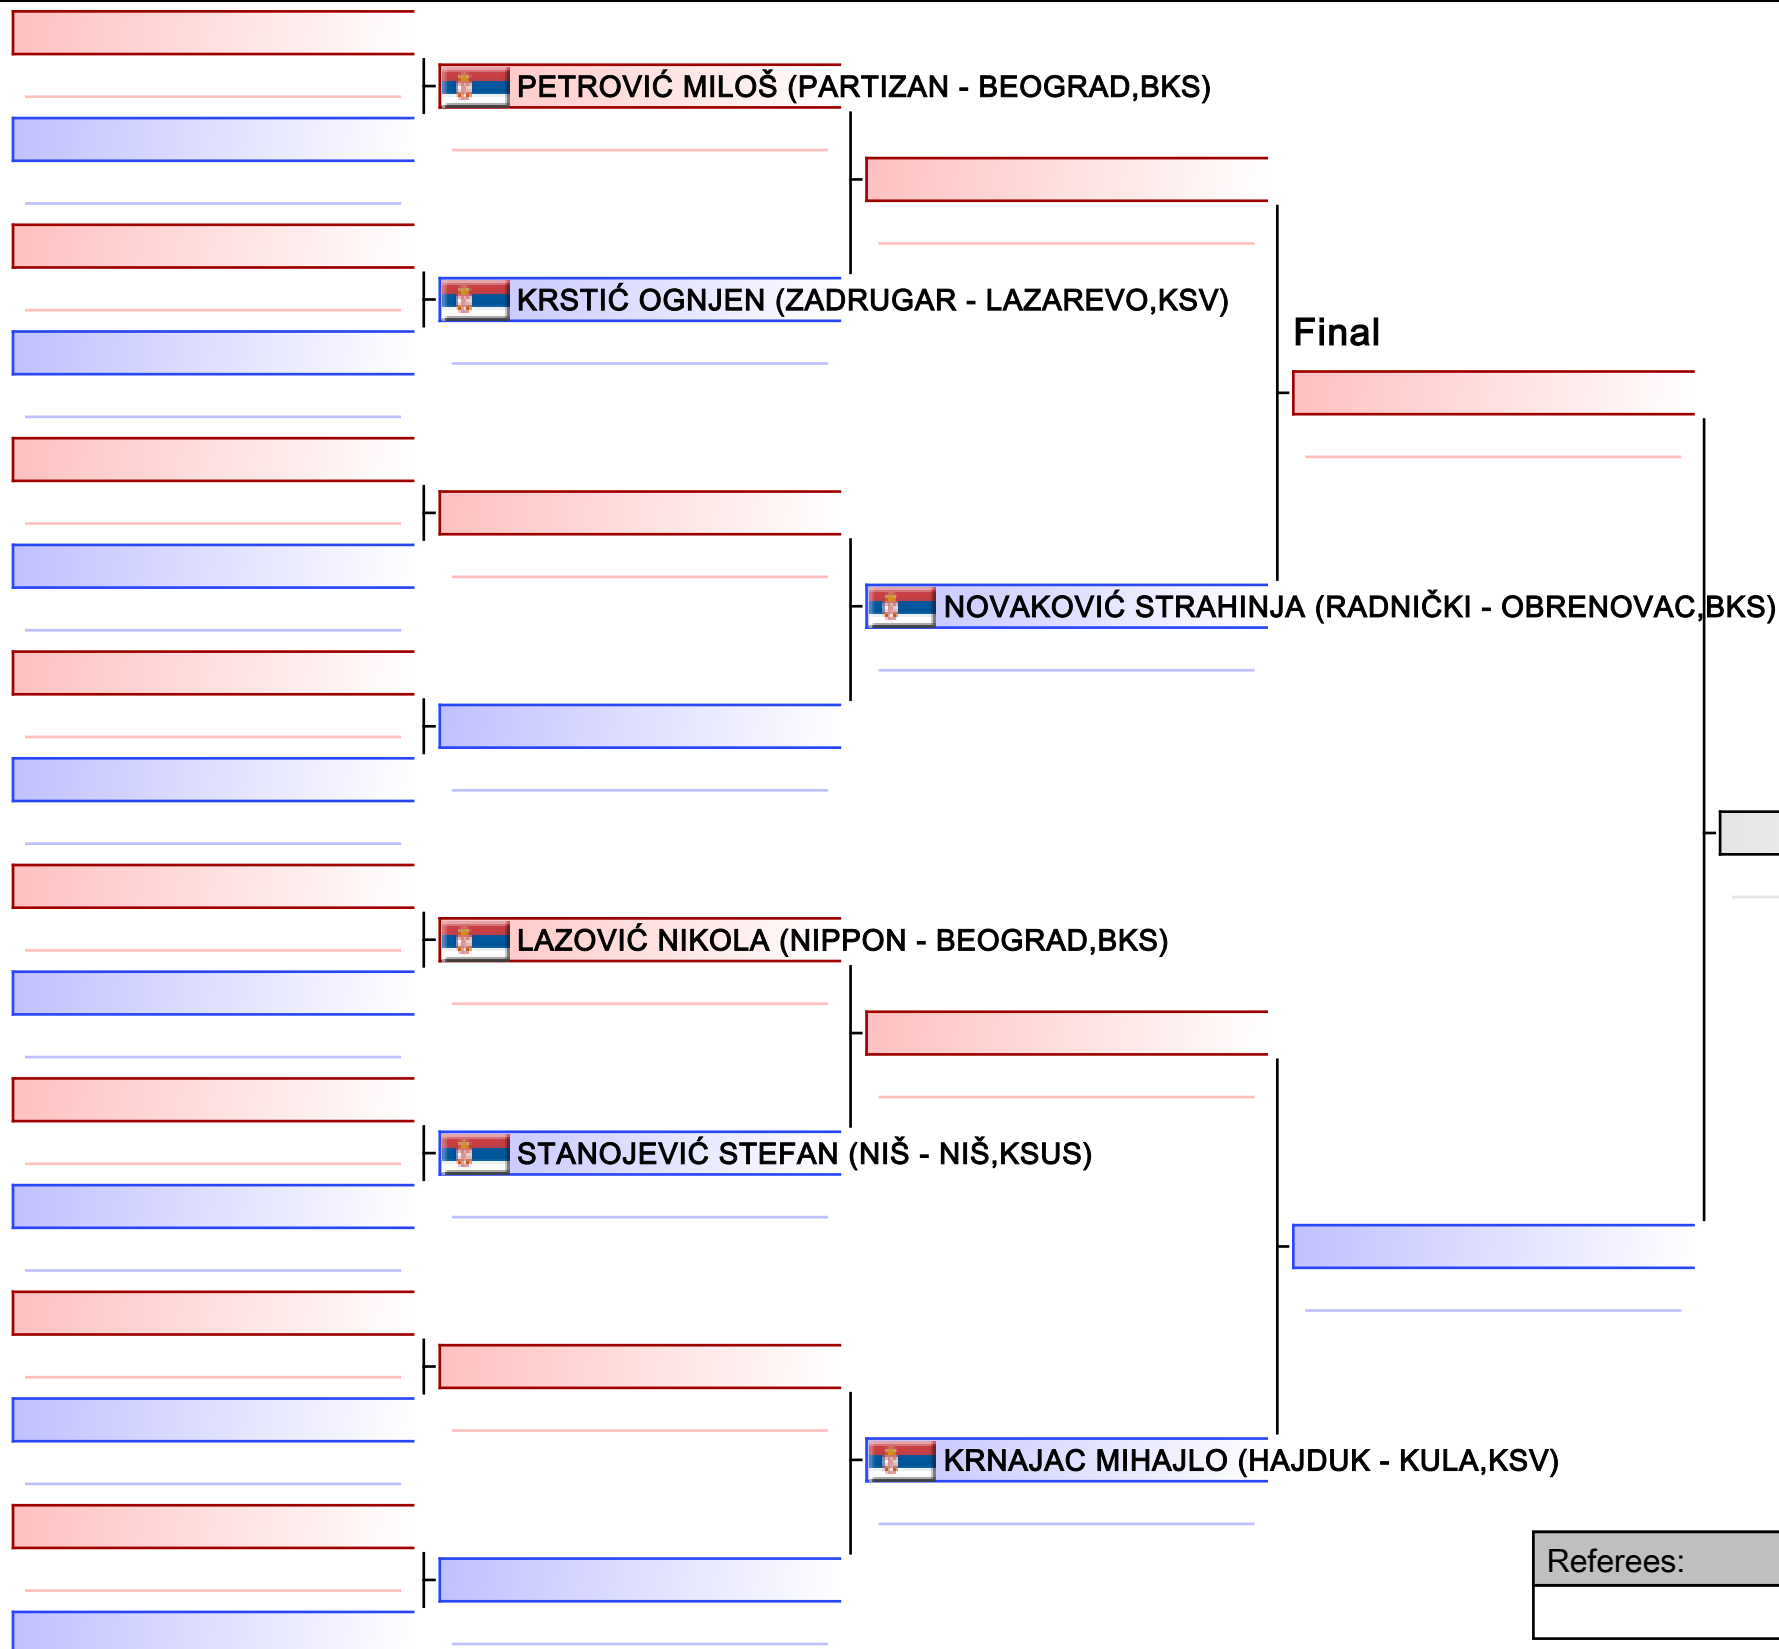 PETROVIĆ MILOŠ (PARTIZAN - BEOGRAD,BKS)
KRSTIĆ OGNJEN (ZADRUGAR - LAZAREVO,KSV)
Final
NOVAKOVIĆ STRAHINJA (RADNIČKI - OBRENOVAC,BKS)
LAZOVIĆ NIKOLA (NIPPON - BEOGRAD,BKS)
STANOJEVIĆ STEFAN (NIŠ - NIŠ,KSUS)
KRNAJAC MIHAJLO (HAJDUK - KULA,KSV)
Referees: